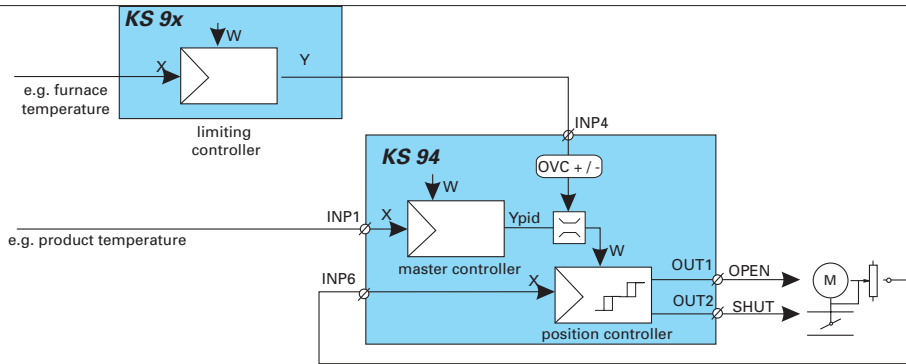 KS 9x
W
X
Y
e.g. furnace
temperature
limiting
controller
INP4
KS 94
OVC + / -
W
INP1
X
Ypid
e.g. product temperature
W
master controller
OUT1
OPEN
INP6
X
M
OUT2
SHUT
position controller